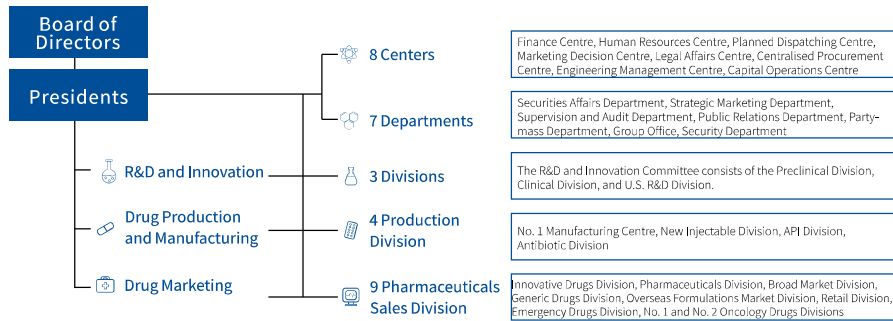 Board of
Directors
Presidents
8 Centers
Finance Centre, Human Resources Centre, Planned Dispatching Centre,
Marketing Decision Centre, Legal Affairs Centre, Centralised Procurement
Centre, Engineering Management Centre, Capital Operations Centre
7 Departments
Securities Affairs Department, Strategic Marketing Department,
Supervision and Audit Department, Public Relations Department, Party-
mass Department, Group Office, Security Department
R&D and Innovation
3 Divisions
The R&D and Innovation Committee consists of the Preclinical Division,
Clinical Division, and U.S. R&D Division.
Drug Production
and Manufacturing
4 Production
Division
No. 1 Manufacturing Centre, New Injectable Division, API Division,
Antibiotic Division
Drug Marketing
9 Pharmaceuticals
Sales Division
Innovative Drugs Division, Pharmaceuticals Division, Broad Market Division,
Generic Drugs Division, Overseas Formulations Market Division, Retail Division,
Emergency Drugs Division, No. 1 and No. 2 Oncology Drugs Divisions